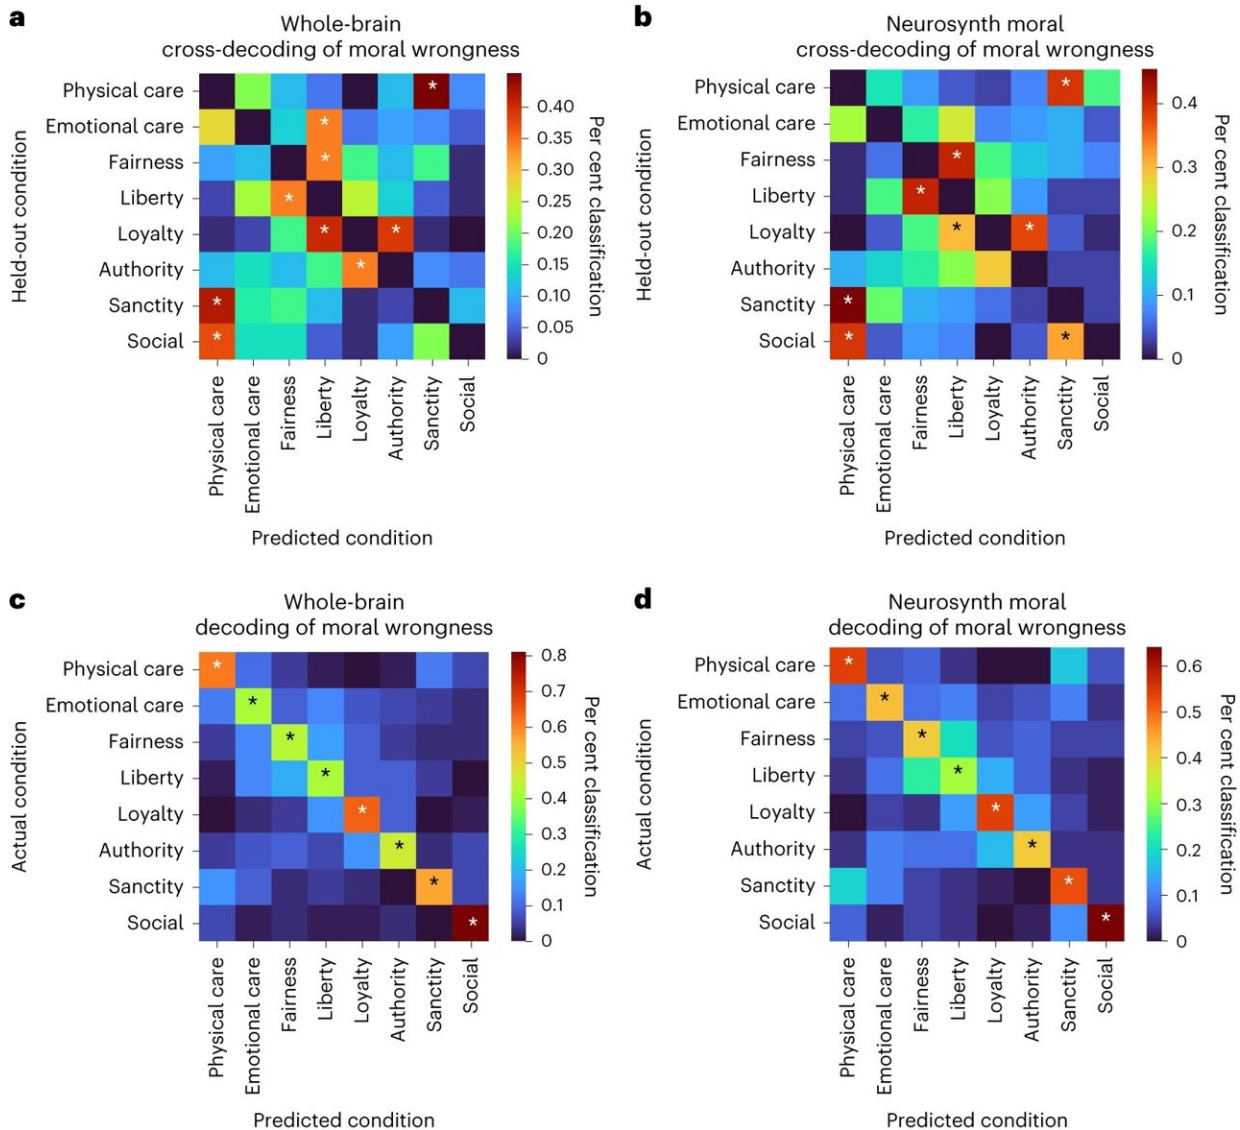 a
Whole-brain
cross-decoding of moral wrongness
Held-out condition
Physical care
Emotional care
Fairness
Liberty
Loyalty
Authority
Sanctity
Social
*
*
*
*
*
*
*
*
*
0.40
0.35
0.30
0.25
0.20
0.15
0.10
0.05
0
Per cent classification
Physical care
Emotional care
Fairness
Liberty
Loyalty
Authority
Sanctity
Social
Predicted condition
b
Neurosynth moral
cross-decoding of moral wrongness
Held-out condition
Physical care
Emotional care
Fairness
Liberty
Loyalty
Authority
Sanctity
Social
*
*
*
*
*
*
*
*
0.4
0.3
0.2
0.1
0
Per cent classification
Physical care
Emotional care
Fairness
Liberty
Loyalty
Authority
Sanctity
Social
Predicted condition
c
Whole-brain
decoding of moral wrongness
Actual condition
Physical care
Emotional care
Fairness
Liberty
Loyalty
Authority
Sanctity
Social
*
*
*
*
*
*
*
*
0.8
0.7
0.6
0.5
0.4
0.3
0.2
0.1
0
Per cent classification
Physical care
Emotional care
Fairness
Liberty
Loyalty
Authority
Sanctity
Social
Predicted condition
d
Neurosynth moral
decoding of moral wrongness
Actual condition
Physical care
Emotional care
Fairness
Liberty
Loyalty
Authority
Sanctity
Social
*
*
*
*
*
*
*
*
0.6
0.5
0.4
0.3
0.2
0.1
0
Per cent classification
Physical care
Emotional care
Fairness
Liberty
Loyalty
Authority
Sanctity
Social
Predicted condition